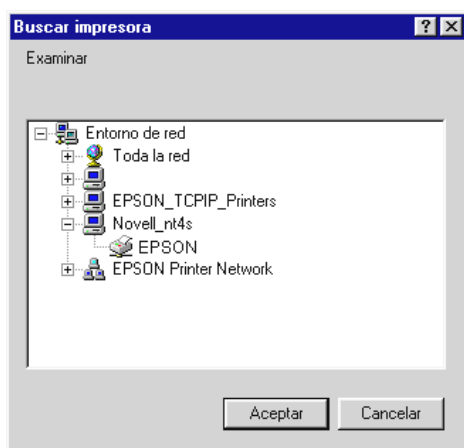 Buscar impresora
Examinar
Entorno de red
Toda la red
EPSON_TCPIP_Printers
Novell_nt4s
EPSON
EPSON Printer Network
Aceptar Cancelar